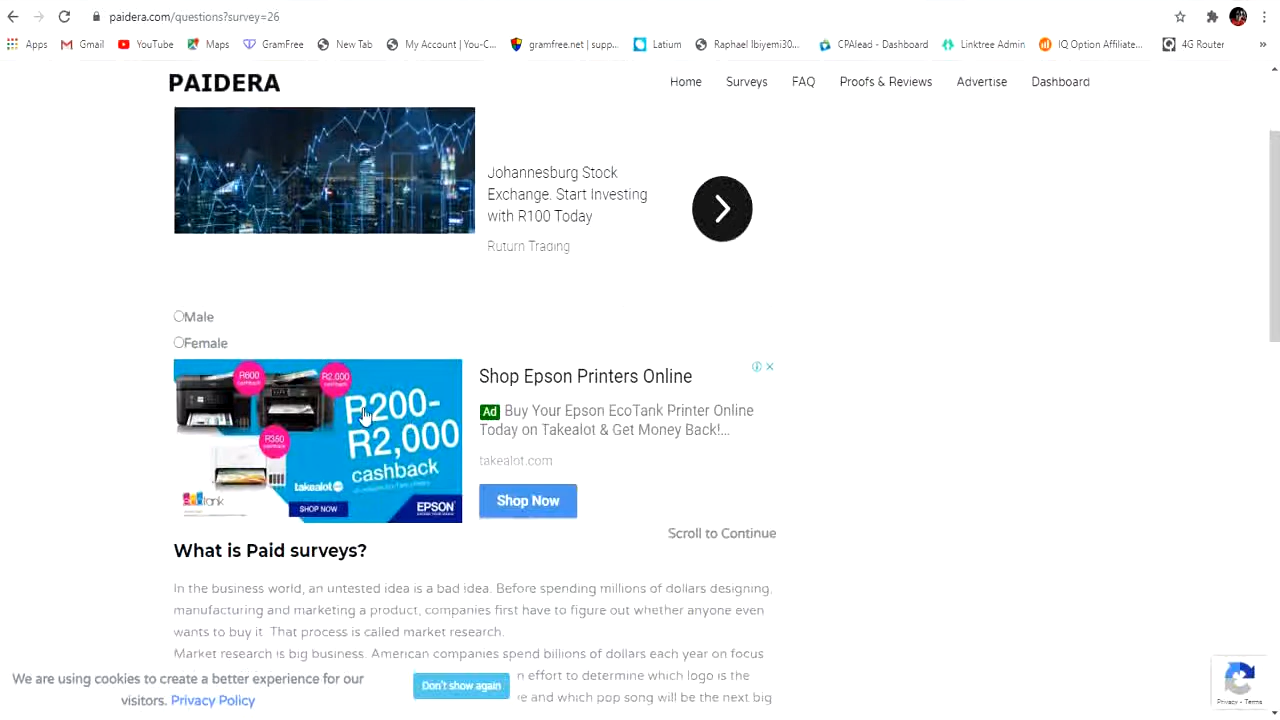 paidera.com/questions?survey=26
Apps Gmail YouTube Maps GramFree New Tab My Account | You-C... gramfree.net | supp... Latium Raphael Ibiyemi30... CPAlead - Dashboard Linktree Admin IQ Option Affiliate... 4G Router »
PAIDERA
Home Surveys FAQ Proofs & Reviews Advertise Dashboard
Johannesburg Stock
Exchange. Start Investing
with R100 Today
Ruturn Trading
Male
Female
R600
cashback
R2,000
cashback
R350
cashback
R200-
R2,000
cashback
takealot
SHOP NOW
EPSON
Shop Epson Printers Online
Ad Buy Your Epson EcoTank Printer Online
Today on Takealot & Get Money Back!...
takealot.com
Shop Now
Scroll to Continue
What is Paid surveys?
In the business world, an untested idea is a bad idea. Before spending millions of dollars designing,
manufacturing and marketing a product, companies first have to figure out whether anyone even
wants to buy it. That process is called market research.
Market research is big business. American companies spend billions of dollars each year on focus
n effort to determine which logo is the
ve and which pop song will be the next big
We are using cookies to create a better experience for our
visitors. Privacy Policy
Don't show again
Privacy - Terms